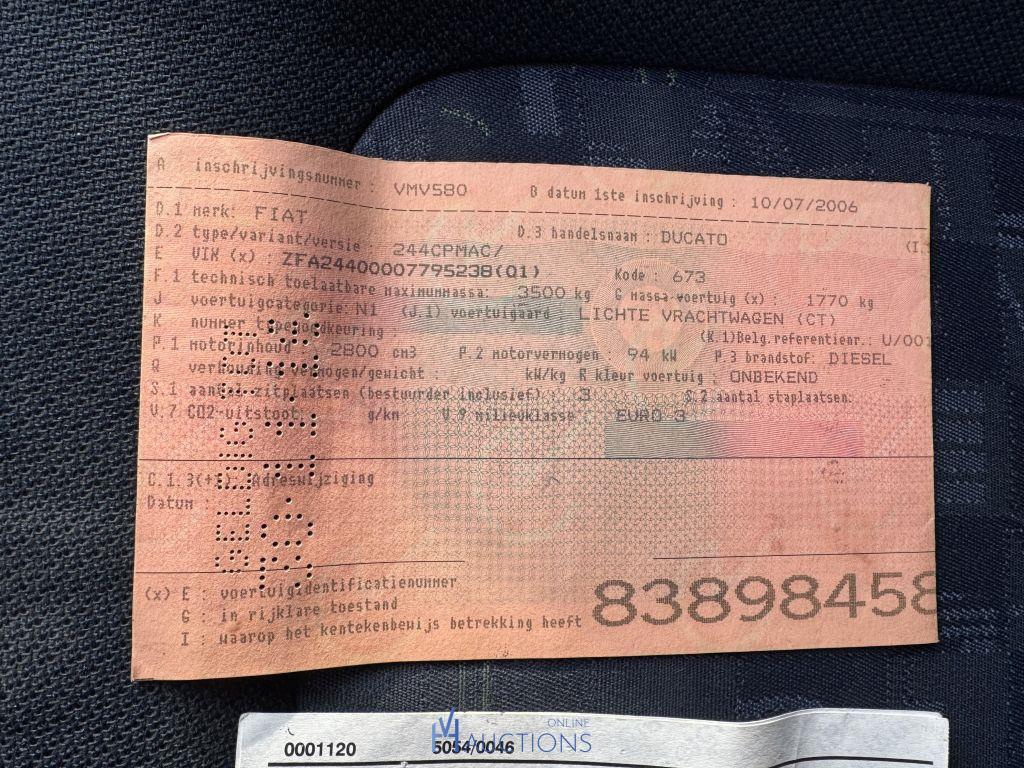 A inschrijvingsnummer : VMV580 B datum 1ste inschrijving : 10/07/2006
D.1 merk: FIAT
D.2 type/variant/versie : 244CPMAC/ D.3 handelsnaam : DUCATO (I.
E VIN (x) : ZFA24400007795238(01) Kode : 673
F.1 technisch toelaatbare maximummassa: 3500 kg G massa voertuig (x) : 1770 kg
J voertuigcategorie: N1 (J.1) voertuigaard : LICHTE VRACHTWAGEN (CT)
K nummer typegoedkeuring : (K.1)Belg.referentienr.: U/001
P.1 motorinhoud : 2800 cm3 P.2 motorvermogen : 94 kW P.3 brandstof: DIESEL
Q verhouding vermogen/gewicht : kW/kg R kleur voertuig : ONBEKEND
S.1 aantal zitplaatsen (bestuurder inclusief) : 3 S.2 aantal staplaatsen:
V.7 CO2-uitstoot: g/km V.9 milieuklasse : EURO 3
C.1.3(+1) Adreswijziging
Datum :
(x) E : voertuigidentificatienummer
G : in rijklare toestand
I : waarop het kentekenbewijs betrekking heeft
83898458
0001120 5054/0046
VH ONLINE
AUCTIONS